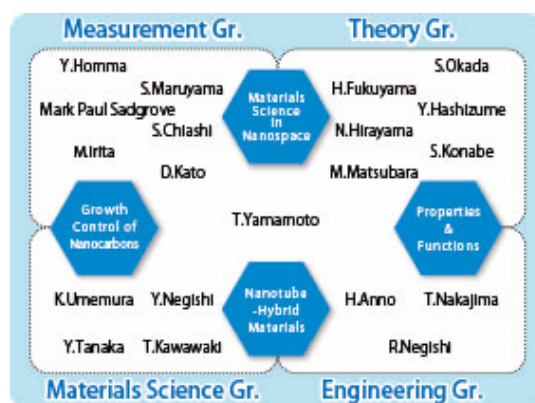 Measurement Gr.
Theory Gr.
Y.Homma
S.Maruyama
Mark Paul Sadgrove
S.Chiashi
M.Irita
D.Kato
Materials
Science
in
Nanospace
S.Okada
H.Fukuyama
Y.Hashizume
N.Hirayama
S.Konabe
M.Matsubara
Growth
Control of
Nanocarbons
T.Yamamoto
Properties
&
Functions
K.Umemura
Y.Negishi
Y.Tanaka
T.Kawawaki
Nanotube
-Hybrid
Materials
H.Anno
T.Nakajima
R.Negishi
Materials Science Gr.
Engineering Gr.